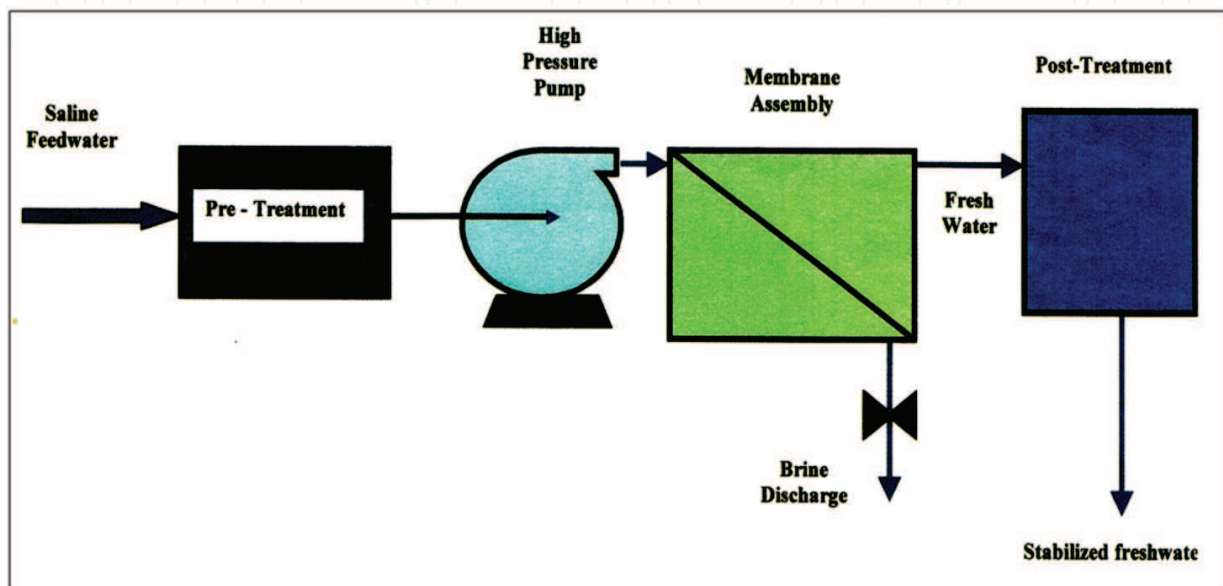 Saline
Feedwater
Pre - Treatment
High
Pressure
Pump
Membrane
Assembly
Fresh
Water
Post-Treatment
Brine
Discharge
Stabilized freshwate